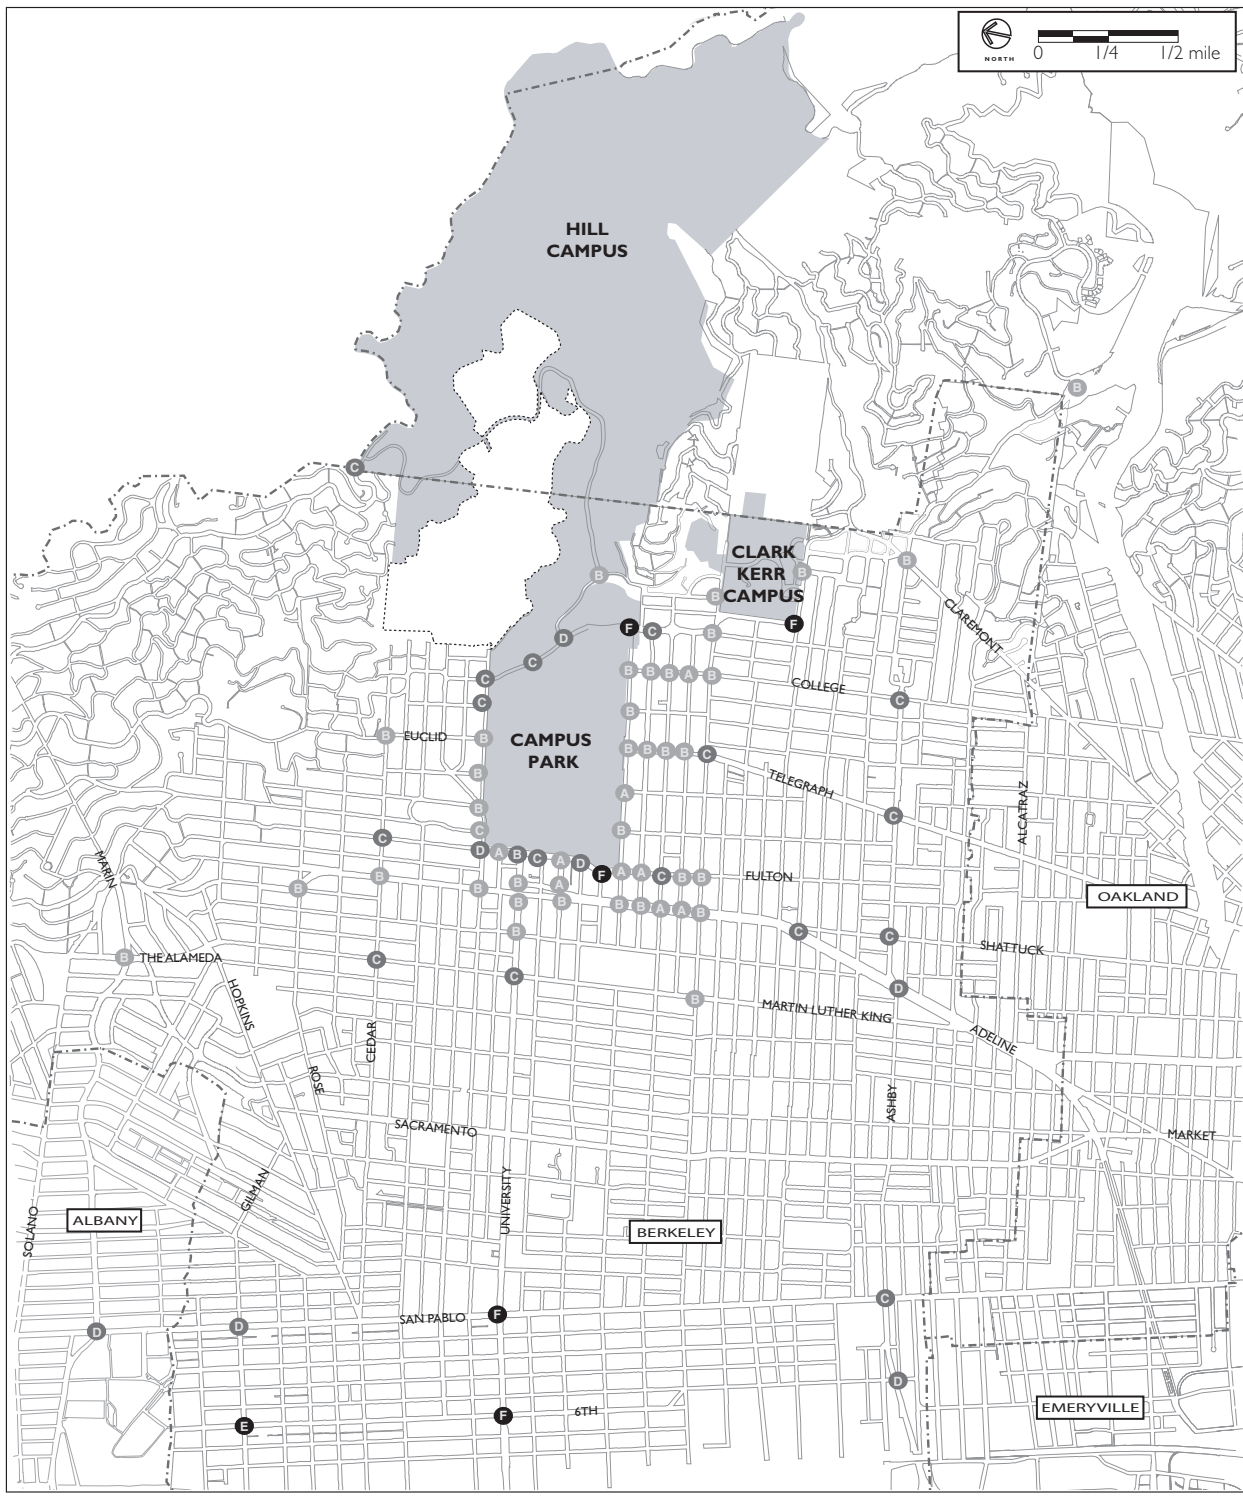 NORTH
0 1/4 1/2 mile
HILL
CAMPUS
B
C
CLARK
KERR
CAMPUS
B
B
B
B
CLAREMONT
F
F
C
D
B
C
C
B
B
B
A
B
COLLEGE
C
C
B
B
EUCLID
B
CAMPUS
PARK
B
B
B
B
C
TELEGRAPH
B
A
ALCATRAZ
B
C
C
B
C
D
A
B
C
A
D
F
A
A
C
B
B
FULTON
MARIN
B
B
B
B
A
OAKLAND
B
B
B
B
A
A
B
B
C
C
SHATTUCK
B
THE ALAMEDA
C
C
D
B
MARTIN LUTHER KING
HOPKINS
CEDAR
ADELINE
ROSE
ASHBY
SACRAMENTO
MARKET
GILMAN
UNIVERSITY
SOLANO
ALBANY
BERKELEY
C
SAN PABLO
F
D
D
D
6TH
F
E
EMERYVILLE